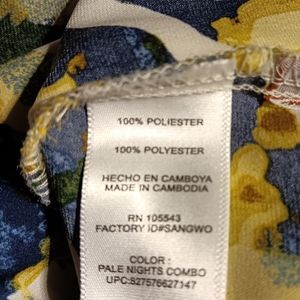 100% POLIESTER
100% POLYESTER
HECHO EN CAMBOYA
MADE IN CAMBODIA
RN 105543
FACTORY ID#SANGWO
COLOR :
PALE NIGHTS COMBO
UPC:827576627147